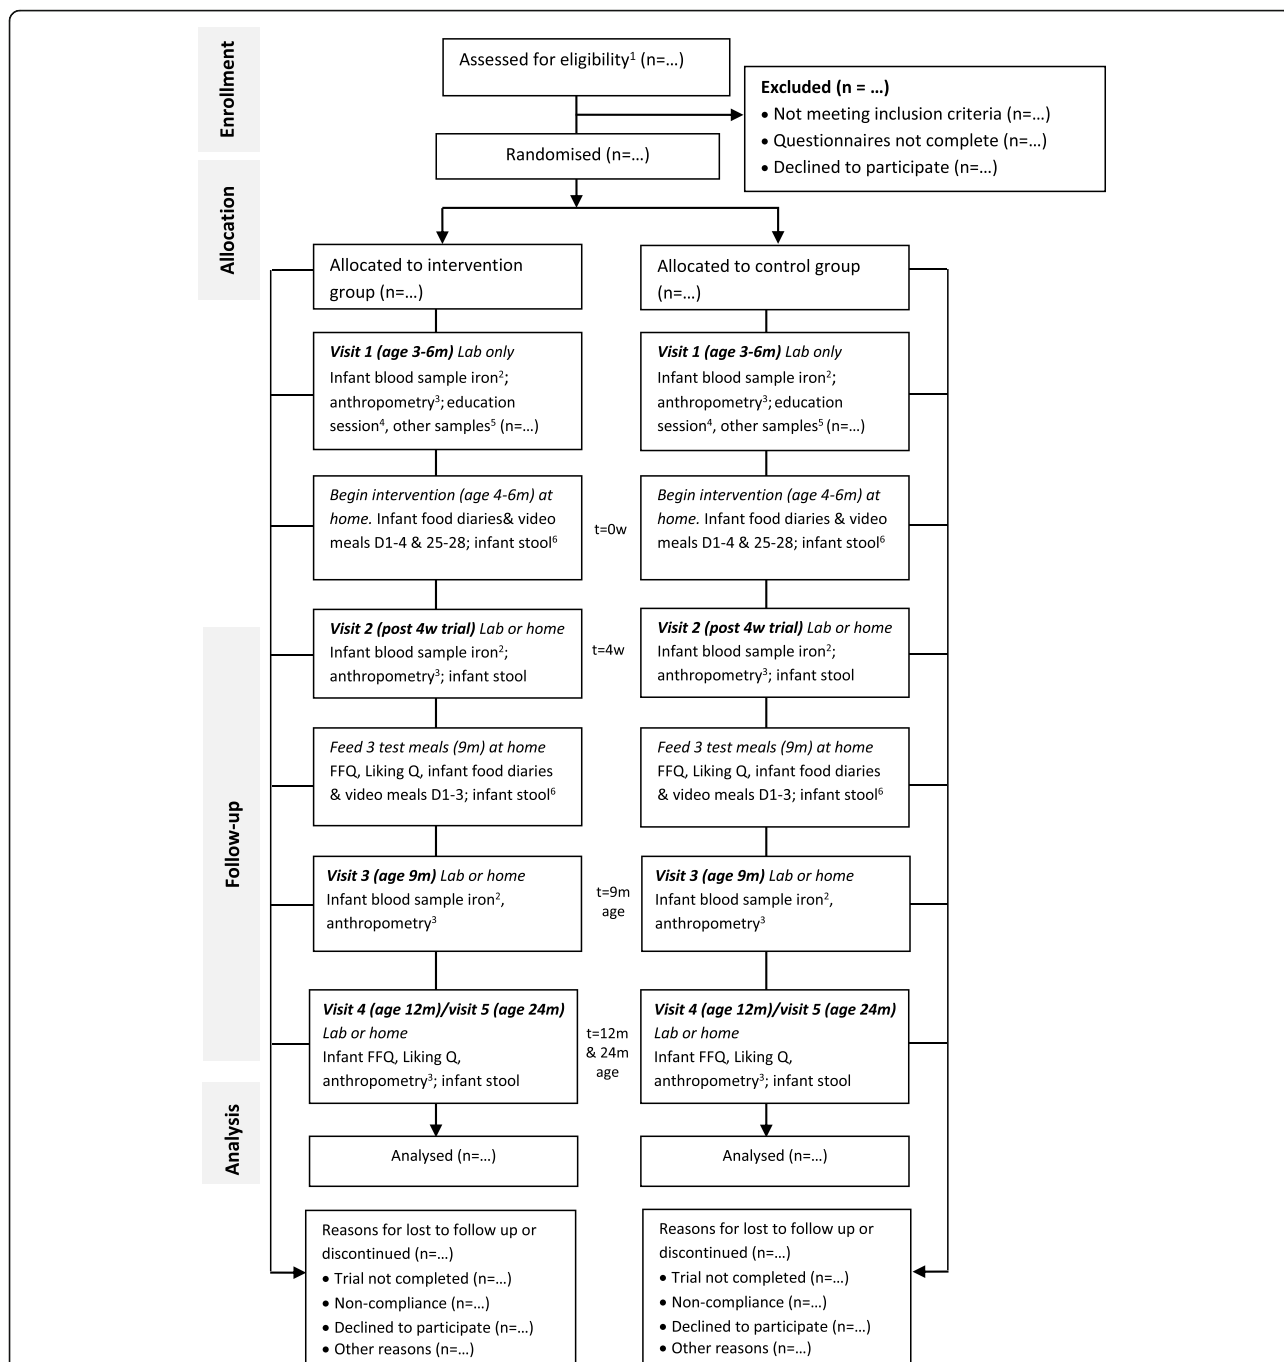 Enrollment
Assessed for eligibility¹ (n=...)
Excluded (n = ...)
• Not meeting inclusion criteria (n=...)
• Questionnaires not complete (n=...)
• Declined to participate (n=...)
Randomised (n=...)
Allocation
Allocated to intervention
group (n=...)
Allocated to control group
(n=...)
Visit 1 (age 3-6m) Lab only
Infant blood sample iron²;
anthropometry³; education
session⁴, other samples⁵ (n=...)
Visit 1 (age 3-6m) Lab only
Infant blood sample iron²;
anthropometry³; education
session⁴, other samples⁵ (n=...)
Begin intervention (age 4-6m) at
home. Infant food diaries& video
meals D1-4 & 25-28; infant stool⁶
t=0w
Begin intervention (age 4-6m) at
home. Infant food diaries & video
meals D1-4 & 25-28; infant stool⁶
Follow-up
Visit 2 (post 4w trial) Lab or home
Infant blood sample iron²;
anthropometry³; infant stool
t=4w
Visit 2 (post 4w trial) Lab or home
Infant blood sample iron²;
anthropometry³; infant stool
Feed 3 test meals (9m) at home
FFQ, Liking Q, infant food diaries
& video meals D1-3; infant stool⁶
Feed 3 test meals (9m) at home
FFQ, Liking Q, infant food diaries
& video meals D1-3; infant stool⁶
Visit 3 (age 9m) Lab or home
Infant blood sample iron²,
anthropometry³
t=9m
age
Visit 3 (age 9m) Lab or home
Infant blood sample iron²,
anthropometry³
Visit 4 (age 12m)/visit 5 (age 24m)
Lab or home
Infant FFQ, Liking Q,
anthropometry³; infant stool
t=12m
& 24m
age
Visit 4 (age 12m)/visit 5 (age 24m)
Lab or home
Infant FFQ, Liking Q,
anthropometry³; infant stool
Analysis
Analysed (n=...)
Analysed (n=...)
Reasons for lost to follow up or
discontinued (n=...)
• Trial not completed (n=...)
• Non-compliance (n=...)
• Declined to participate (n=...)
• Other reasons (n=...)
Reasons for lost to follow up or
discontinued (n=...)
• Trial not completed (n=...)
• Non-compliance (n=...)
• Declined to participate (n=...)
• Other reasons (n=...)